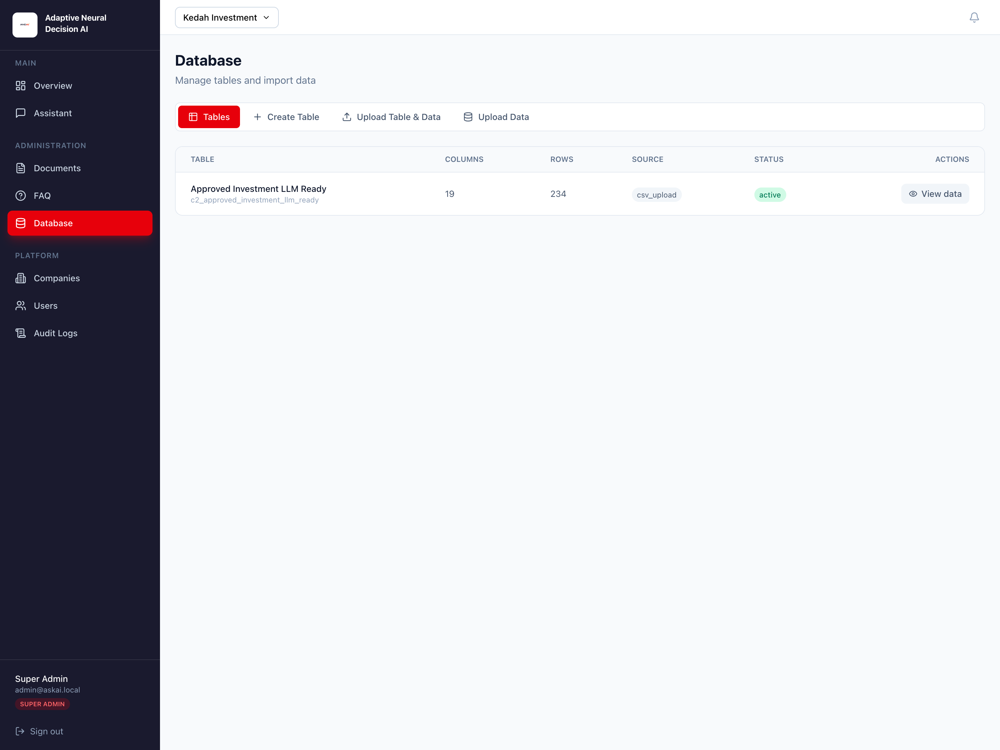 ANDAI
Adaptive Neural
Decision AI
MAIN
Overview
Assistant
ADMINISTRATION
Documents
FAQ
Database
PLATFORM
Companies
Users
Audit Logs
Super Admin
admin@askai.local
SUPER ADMIN
Sign out
Kedah Investment
Database
Manage tables and import data
Tables
Create Table
Upload Table & Data
Upload Data
TABLE COLUMNS ROWS SOURCE STATUS ACTIONS
Approved Investment LLM Ready
c2_approved_investment_llm_ready
19 234 csv_upload active View data